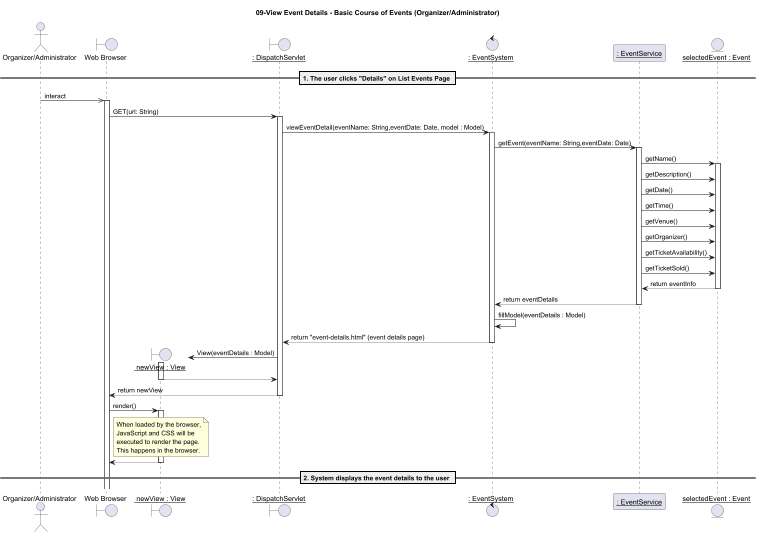 09-View Event Details - Basic Course of Events (Organizer/Administrator)
Organizer/Administrator
Web Browser
: DispatchServlet
: EventSystem
: EventService
selectedEvent : Event
1. The user clicks "Details" on List Events Page
interact
GET(url: String)
viewEventDetail(eventName: String,eventDate: Date, model : Model)
getEvent(eventName: String,eventDate: Date)
getName()
getDescription()
getDate()
getTime()
getVenue()
getOrganizer()
getTicketAvailability()
getTicketSold()
return eventInfo
return eventDetails
fillModel(eventDetails : Model)
return "event-details.html" (event details page)
View(eventDetails : Model)
newView : View
return newView
render()
When loaded by the browser,
JavaScript and CSS will be
executed to render the page.
This happens in the browser.
2. System displays the event details to the user
Organizer/Administrator
Web Browser
newView : View
: DispatchServlet
: EventSystem
: EventService
selectedEvent : Event